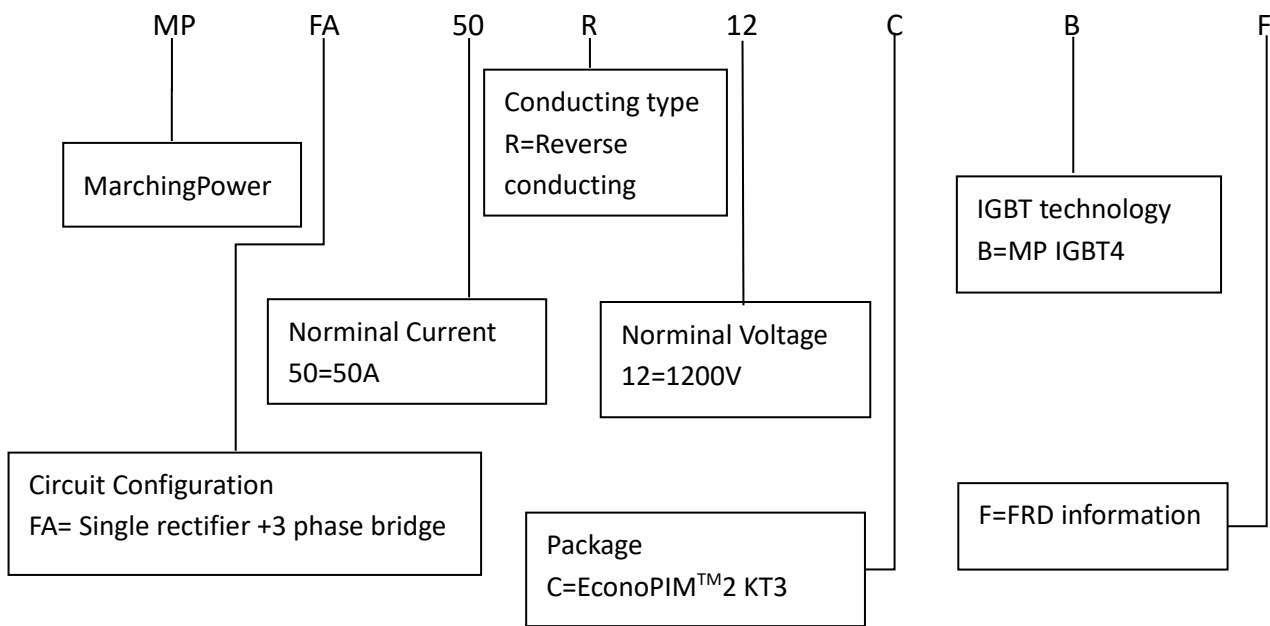 MP FA 50 R 12 C B F
Conducting type
R=Reverse
conducting
MarchingPower
IGBT technology
B=MP IGBT4
Norminal Current
50=50A
Norminal Voltage
12=1200V
Circuit Configuration
FA= Single rectifier +3 phase bridge
F=FRD information
Package
C=EconoPIM™2 KT3